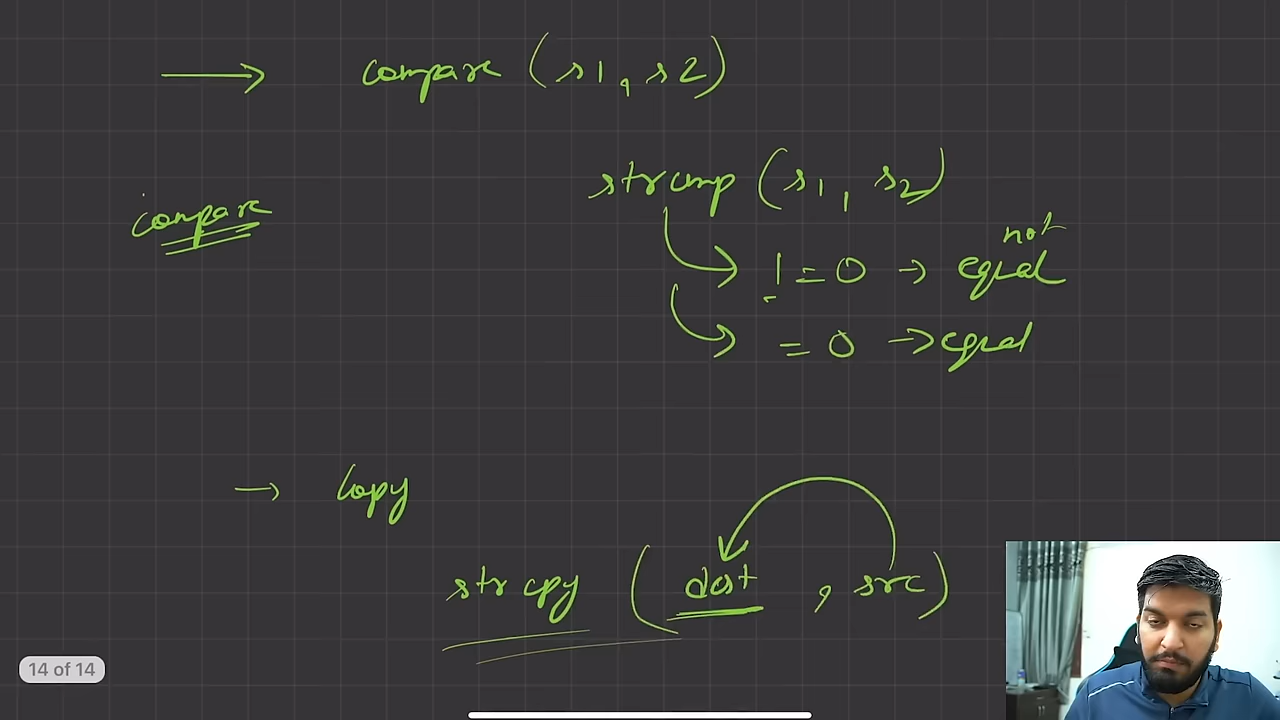 → compare (s1, s2)
strcmp (s1, s2)
compare
not
!=0 → equal
=0 → equal
→ Copy
strcpy (dest, src)
14 of 14